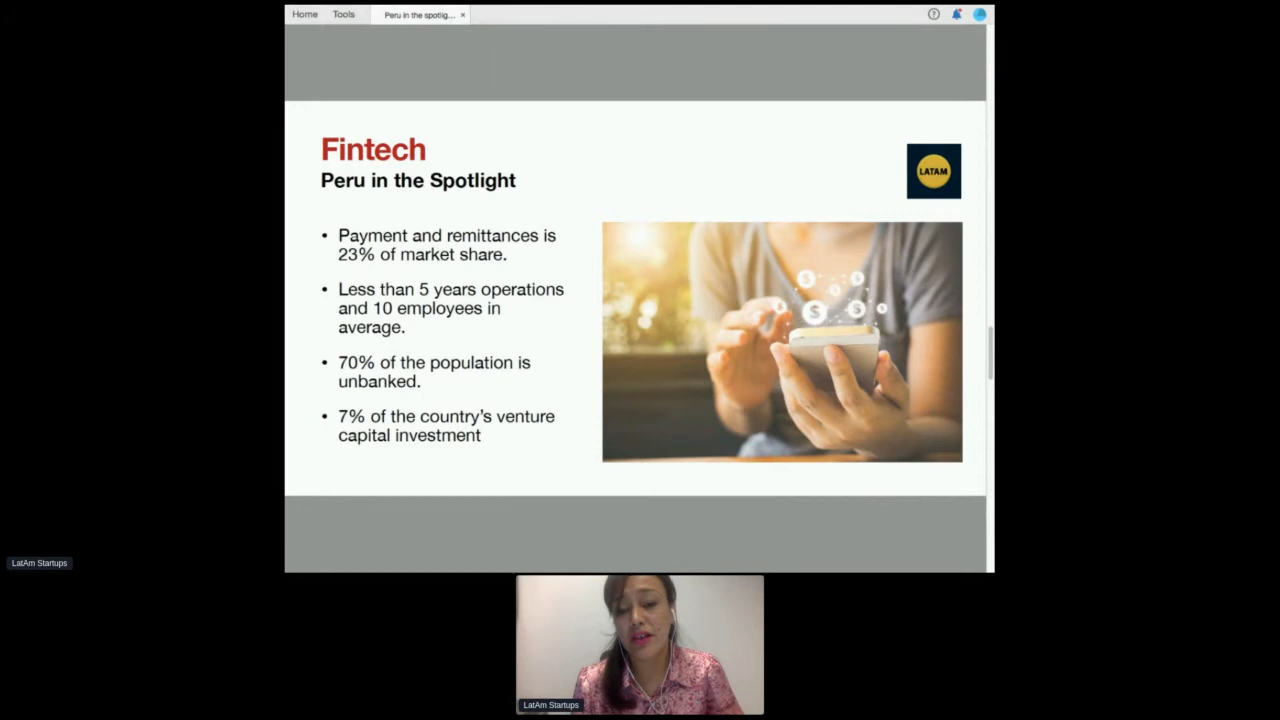 Home Tools Peru in the spotlig... ×
Fintech
LATAM
Peru in the Spotlight
• Payment and remittances is
23% of market share.
• Less than 5 years operations
and 10 employees in
average.
• 70% of the population is
unbanked.
• 7% of the country's venture
capital investment
LatAm Startups
LatAm Startups